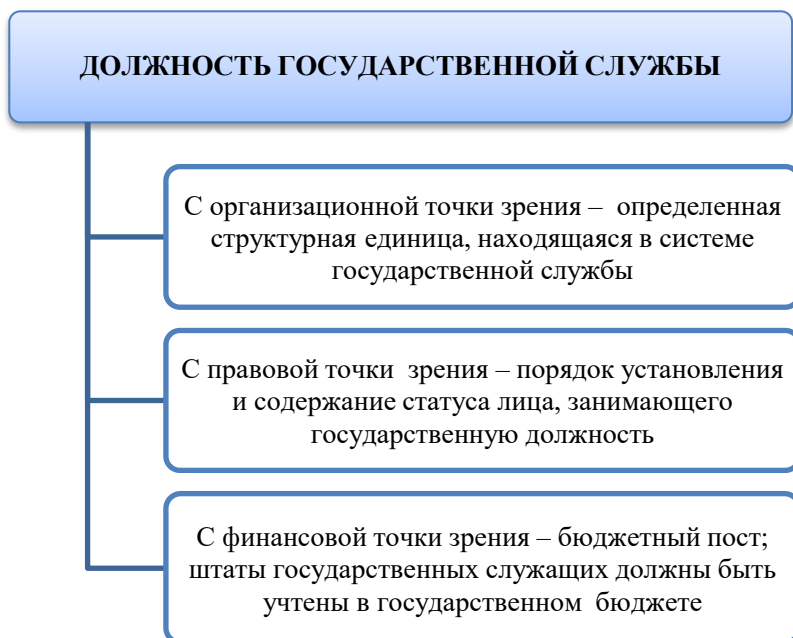 ДОЛЖНОСТЬ ГОСУДАРСТВЕННОЙ СЛУЖБЫ
С организационной точки зрения – определенная
структурная единица, находящаяся в системе
государственной службы
С правовой точки зрения – порядок установления
и содержание статуса лица, занимающего
государственную должность
С финансовой точки зрения – бюджетный пост;
штаты государственных служащих должны быть
учтены в государственном бюджете